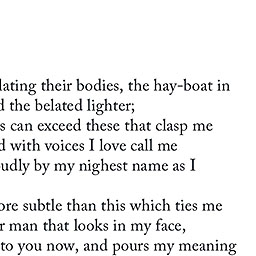 lating their bodies, the hay-boat in
d the belated lighter;
s can exceed these that clasp me
d with voices I love call me
udly by my nighest name as I
ore subtle than this which ties me
r man that looks in my face,
to you now, and pours my meaning